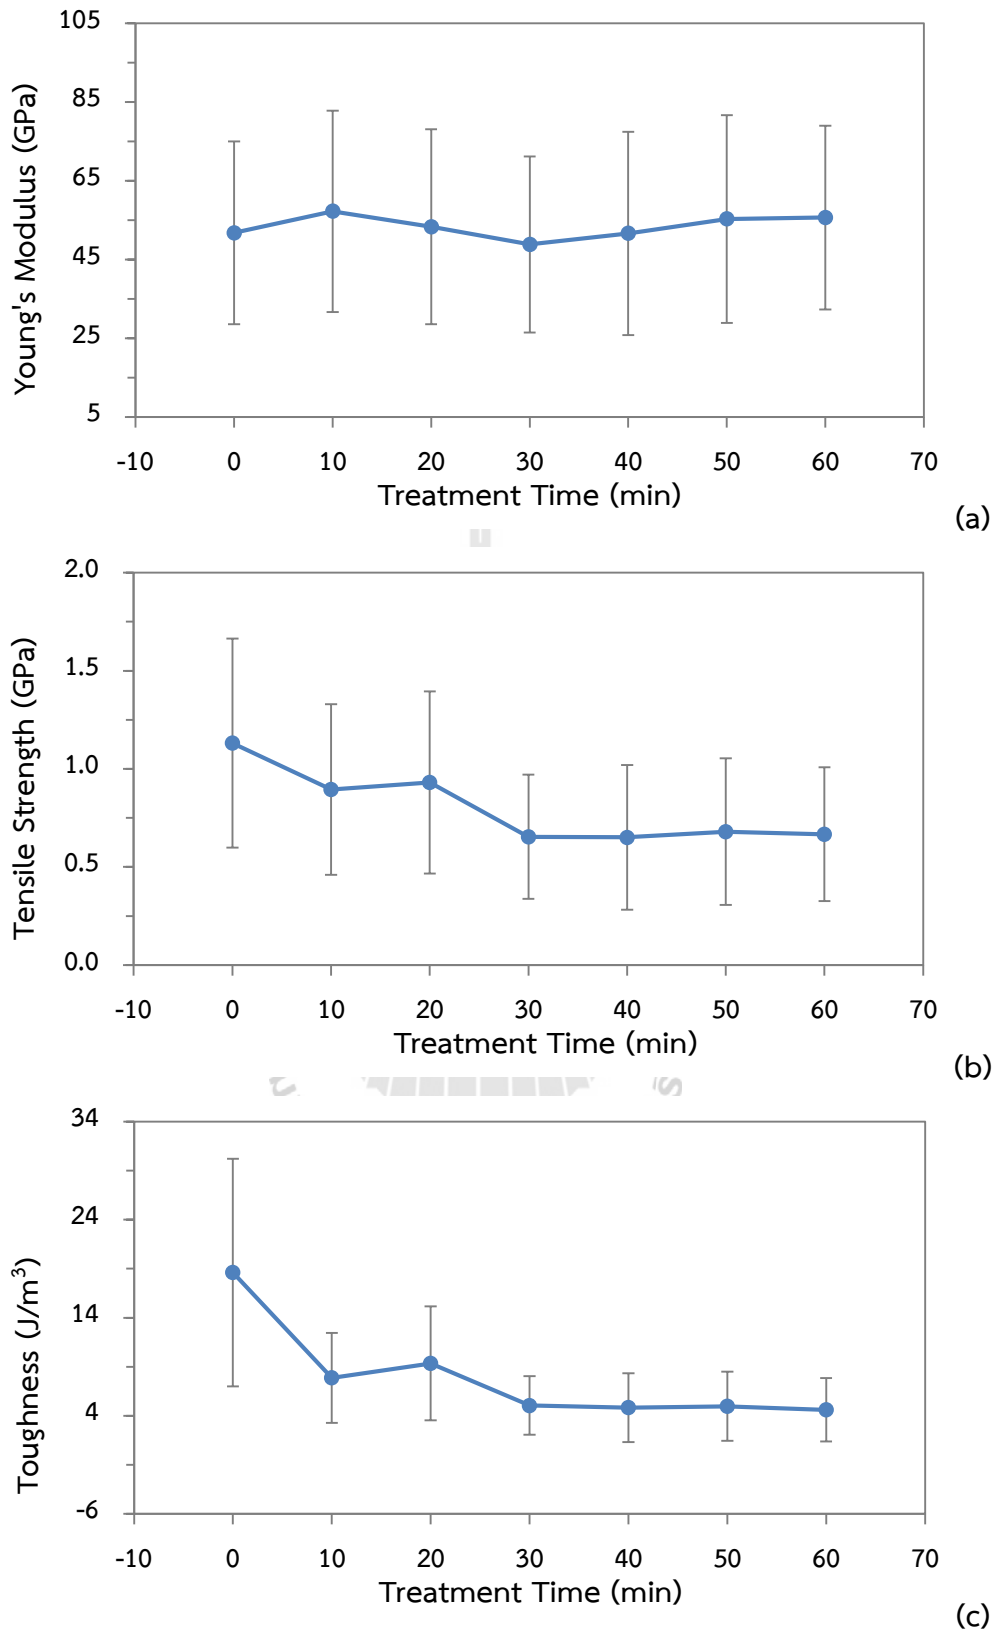 105
85
65
45
25
5
Young's Modulus (GPa)
-10 0 10 20 30 40 50 60 70
Treatment Time (min)
(a)
2.0
1.5
1.0
0.5
0.0
Tensile Strength (GPa)
-10 0 10 20 30 40 50 60 70
Treatment Time (min)
(b)
34
24
14
4
-6
Toughness (J/m³)
-10 0 10 20 30 40 50 60 70
Treatment Time (min)
(c)